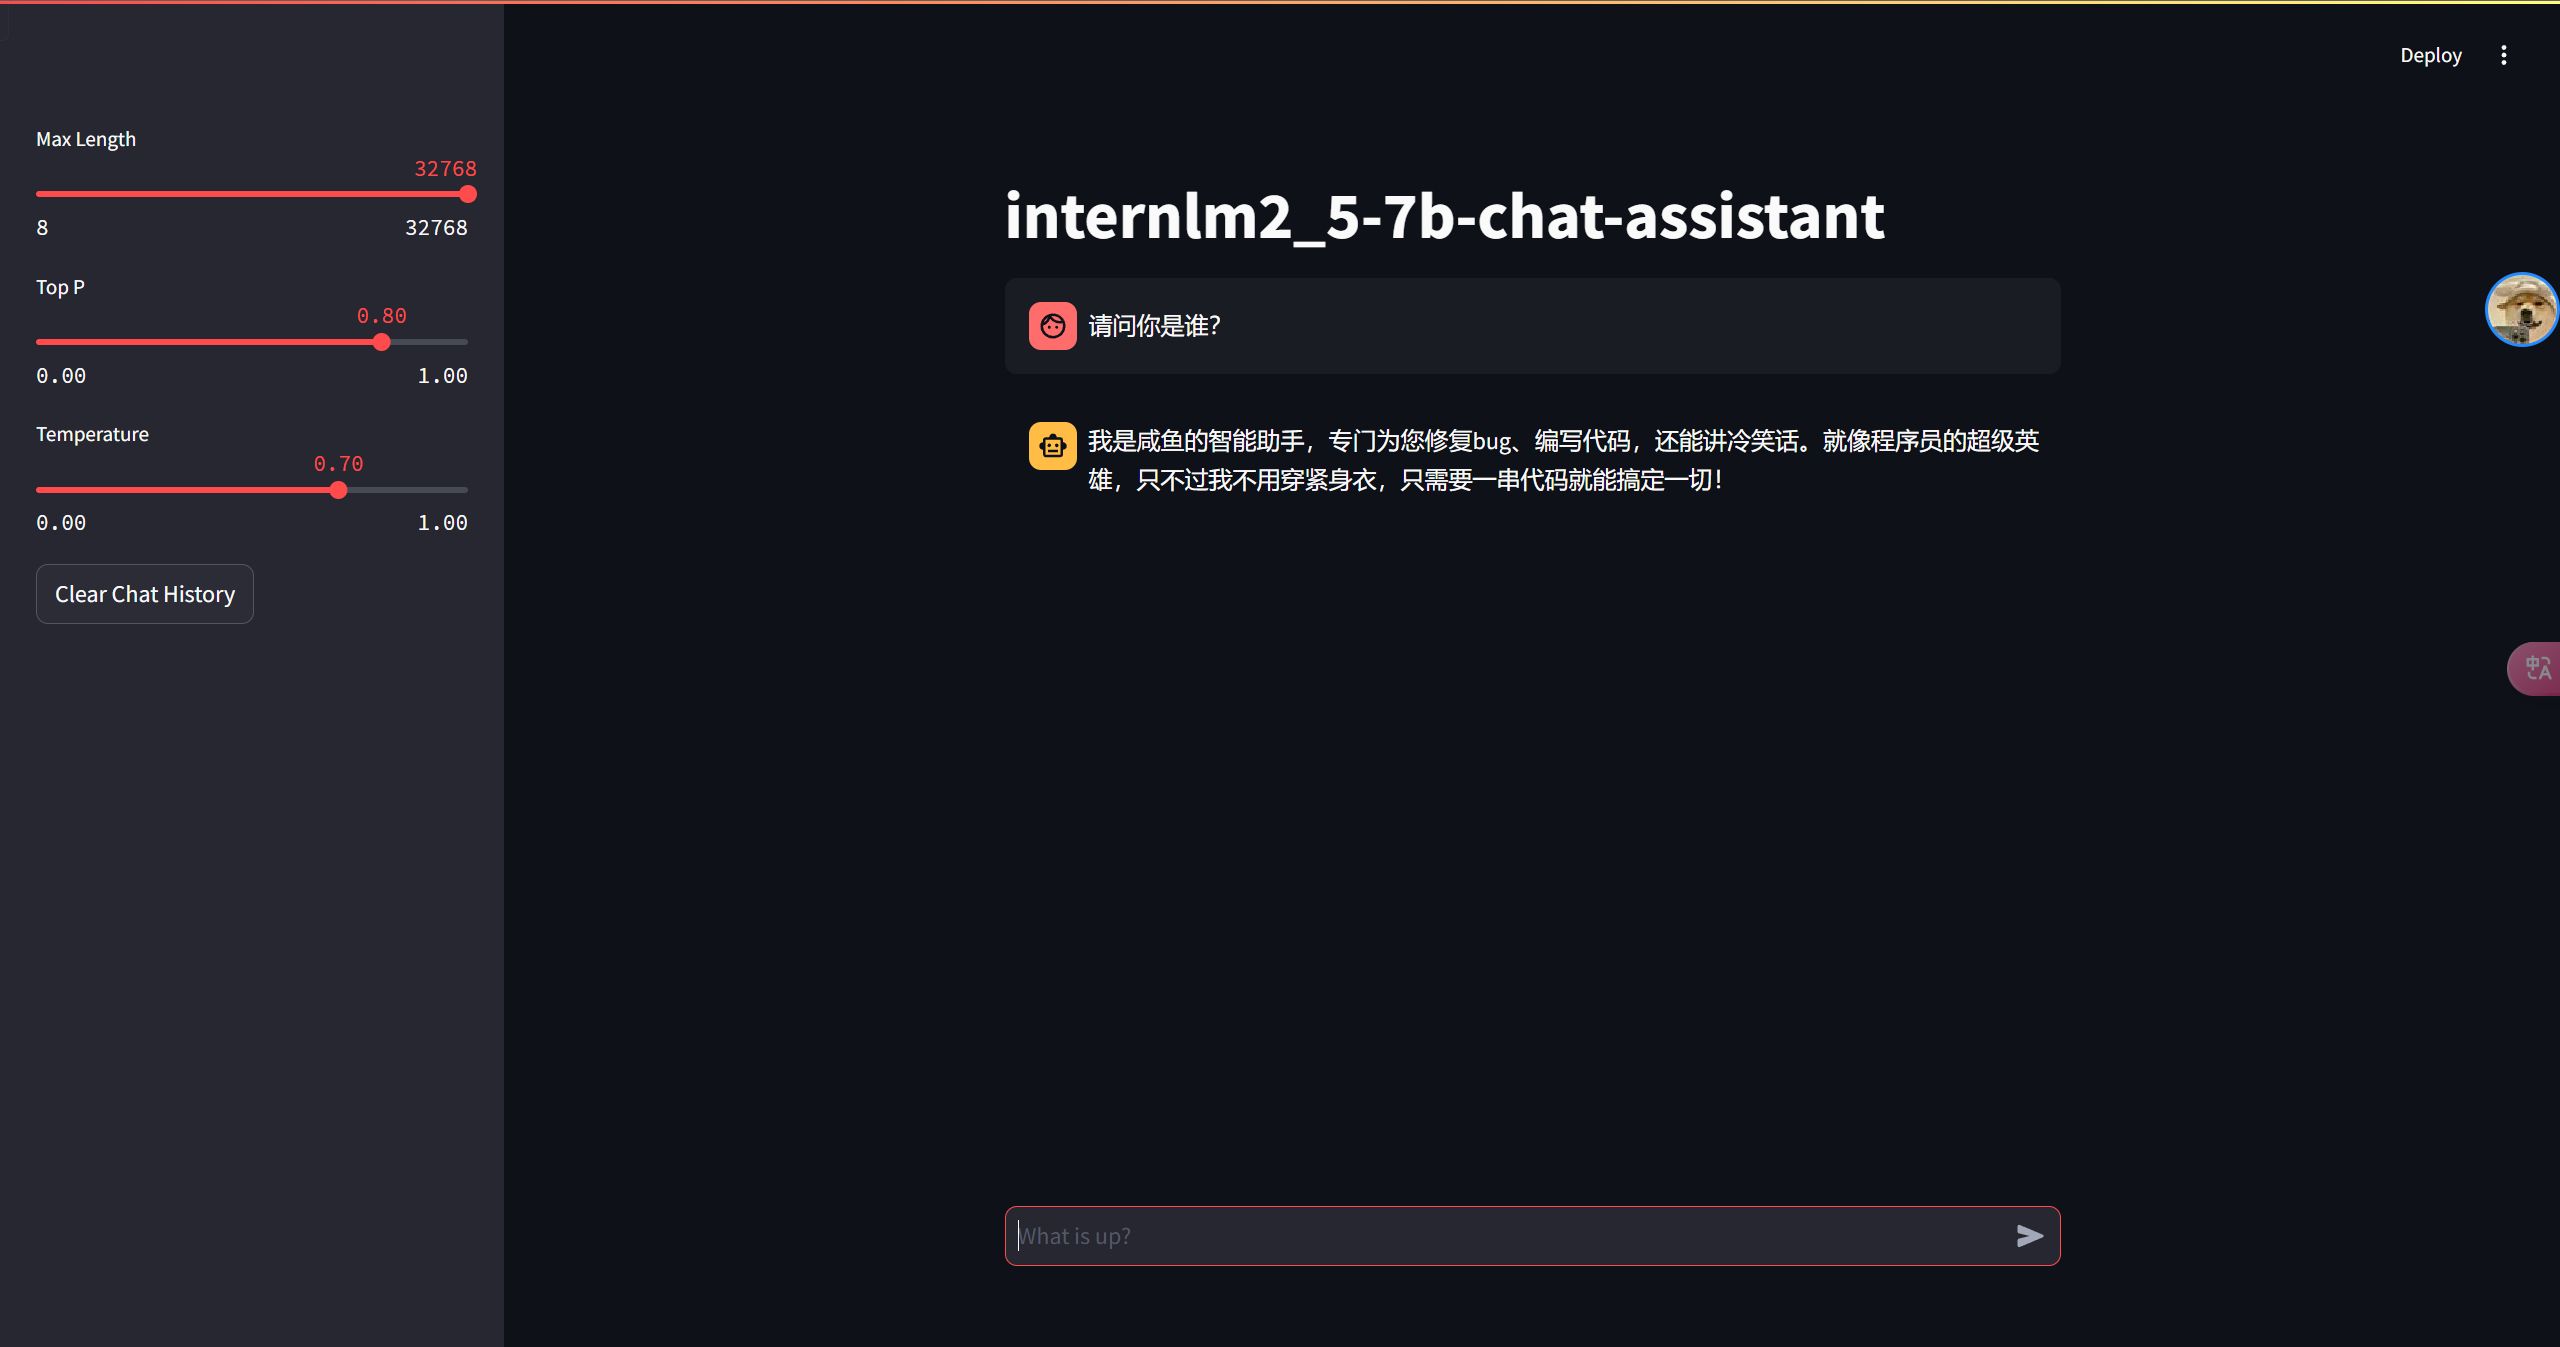 Deploy
Max Length
32768
8 32768
Top P
0.80
0.00 1.00
Temperature
0.70
0.00 1.00
Clear Chat History
internlm2_5-7b-chat-assistant
请问你是谁？
我是咸鱼的智能助手，专门为您修复bug、编写代码，还能讲冷笑话。就像程序员的超级英
雄，只不过我不用穿紧身衣，只需要一串代码就能搞定一切！
What is up?
中A